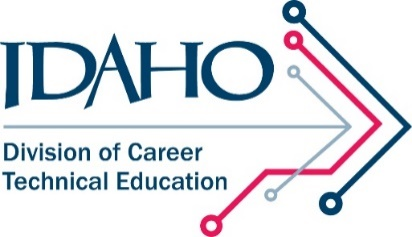 IDAHO
Division of Career
Technical Education